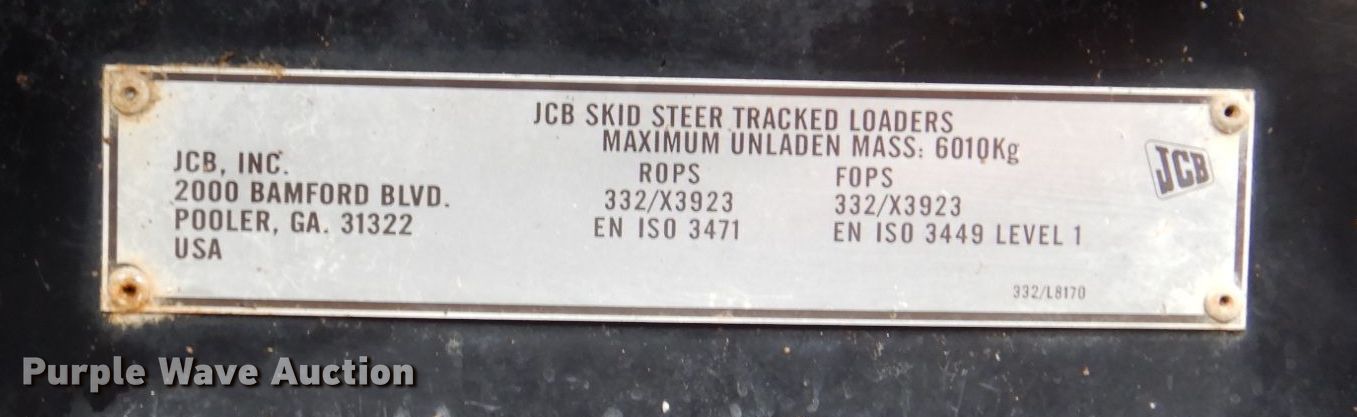 JCB SKID STEER TRACKED LOADERS
MAXIMUM UNLADEN MASS: 6010Kg
JCB, INC.
2000 BAMFORD BLVD.
POOLER, GA. 31322
USA
ROPS
332/X3923
EN ISO 3471
FOPS
332/X3923
EN ISO 3449 LEVEL 1
JCB
332/L8170
Purple Wave Auction